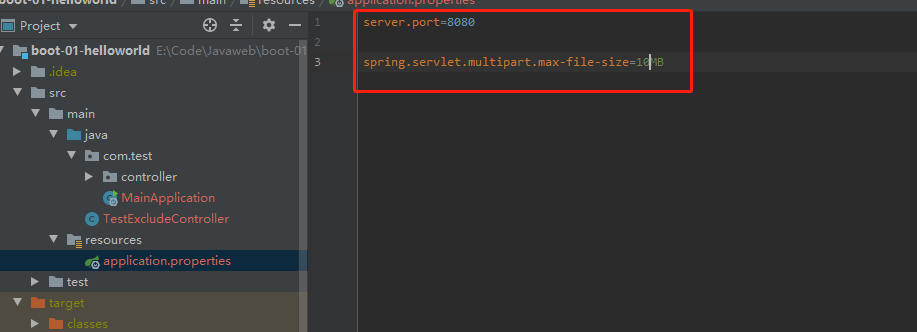 boot-01-helloworld src main resources application.properties
Project
boot-01-helloworld E:\Code\Javaweb\boot-01
.idea
src
main
java
com.test
controller
MainApplication
TestExcludeController
resources
application.properties
test
target
classes
1 server.port=8080
2
3 spring.servlet.multipart.max-file-size=10MB